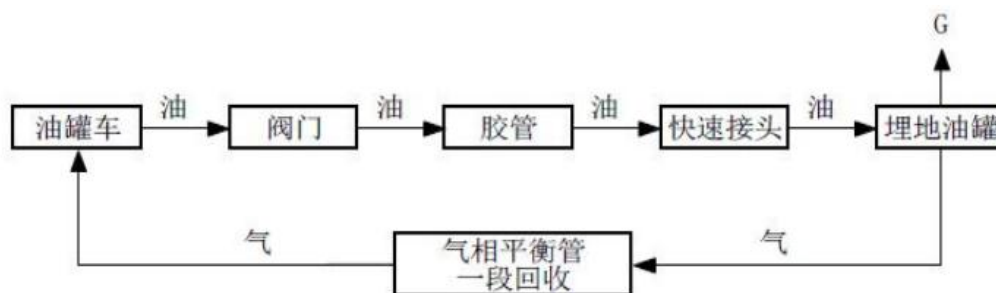 G
油 油 油 油
油罐车 阀门 胶管 快速接头 埋地油罐
气 气
气相平衡管
一段回收